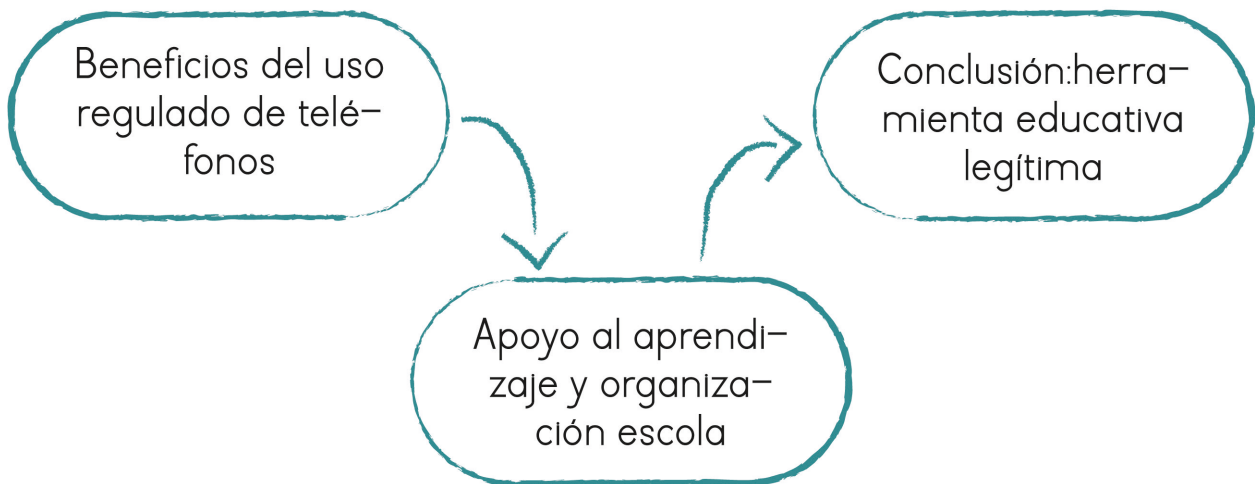 Beneficios del uso
regulado de telé-
fonos
Apoyo al aprendi-
zaje y organiza-
ción escola
Conclusión:herra-
mienta educativa
legítima